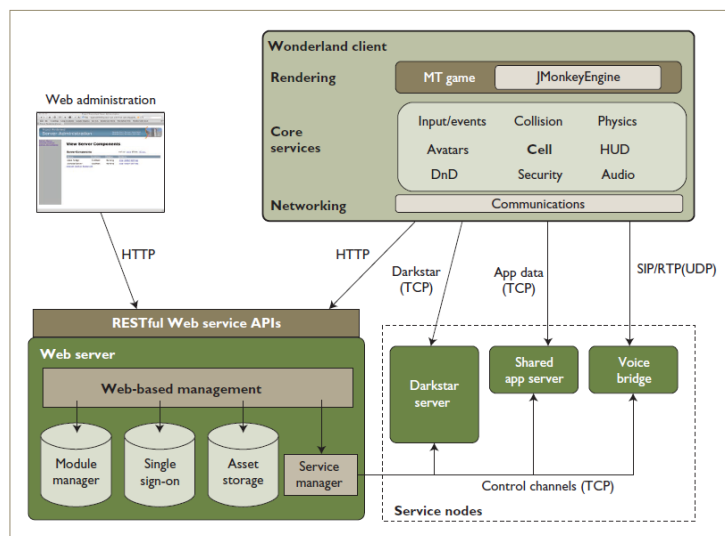 Wonderland client
Rendering
MT game
JMonkeyEngine
Web administration
Core
services
Input/events Collision Physics
Avatars Cell HUD
DnD Security Audio
Networking
Communications
View Server Components
HTTP
HTTP
Darkstar
(TCP)
App data
(TCP)
SIP/RTP(UDP)
RESTful Web service APIs
Web server
Web-based management
Module
manager
Single
sign-on
Asset
storage
Service
manager
Darkstar
server
Shared
app server
Voice
bridge
Control channels (TCP)
Service nodes